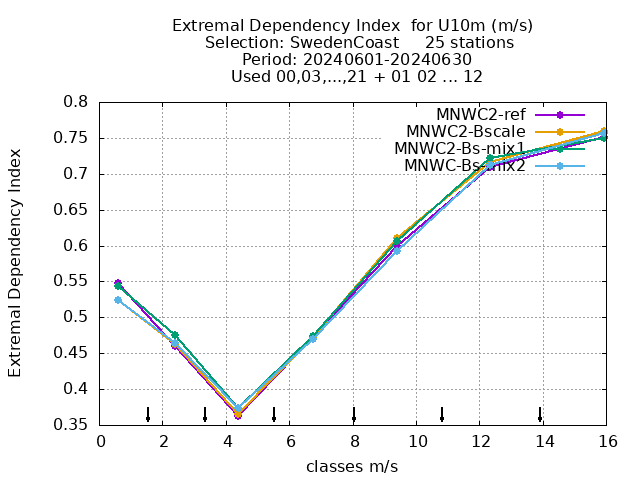 Extremal Dependency Index  for U10m (m/s)
Selection: SwedenCoast     25 stations
Period: 20240601-20240630
Used 00,03,...,21 + 01 02 ... 12
MNWC2-ref
MNWC2-Bscale
MNWC2-Bs-mix1
MNWC-Bs-mix2
0.8
0.75
0.7
0.65
0.6
0.55
0.5
0.45
0.4
0.35
Extremal Dependency Index
0 2 4 6 8 10 12 14 16
classes m/s